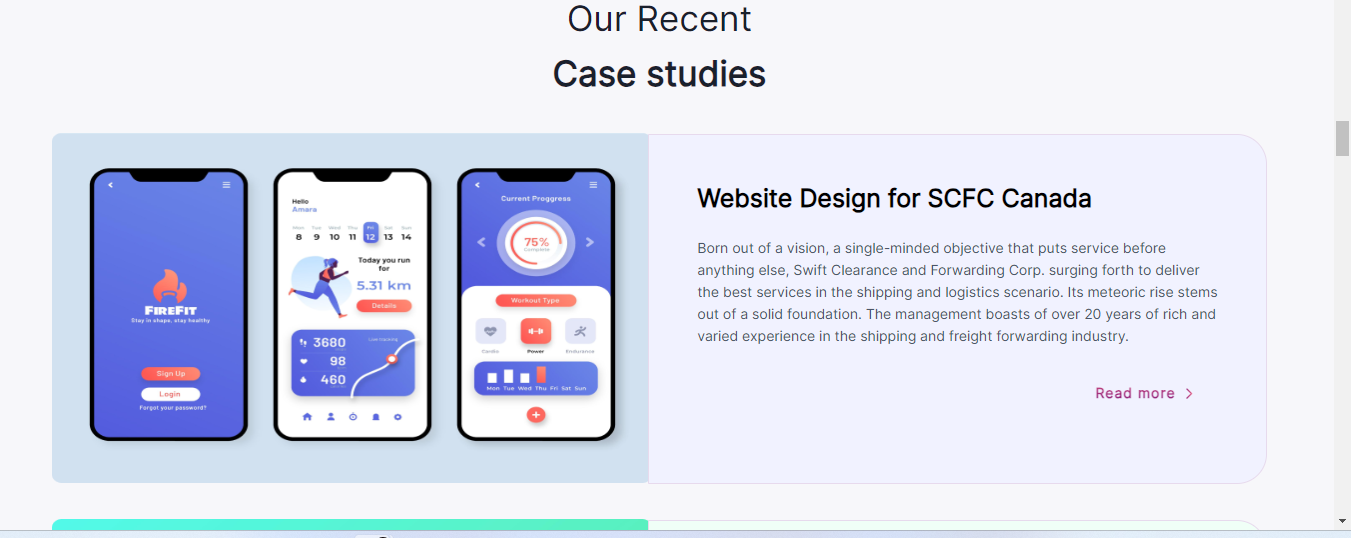 Our Recent
Case studies
Website Design for SCFC Canada
Born out of a vision, a single-minded objective that puts service before
anything else, Swift Clearance and Forwarding Corp. surging forth to deliver
the best services in the shipping and logistics scenario. Its meteoric rise stems
out of a solid foundation. The management boasts of over 20 years of rich and
varied experience in the shipping and freight forwarding industry.
Read more
FIREFIT
Stay in shape, stay healthy
Sign Up
Login
Forgot your password?
Hello
Amara
Mon Tue Wed Thu Fri Sat Sun
8 9 10 11 12 13 14
Today you run
for
5.31 km
Details
3680
98
460
Current Proggress
75%
Complete
Workout Type
Cardio Power Endurance
Mon Tue Wed Thu Fri Sat Sun